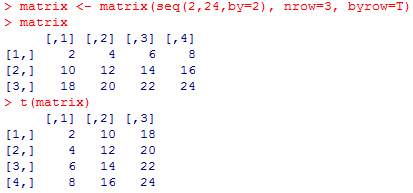 > matrix <- matrix(seq(2,24,by=2), nrow=3, byrow=T)
> matrix
     [,1] [,2] [,3] [,4]
[1,]    2    4    6    8
[2,]   10   12   14   16
[3,]   18   20   22   24
> t(matrix)
     [,1] [,2] [,3]
[1,]    2   10   18
[2,]    4   12   20
[3,]    6   14   22
[4,]    8   16   24